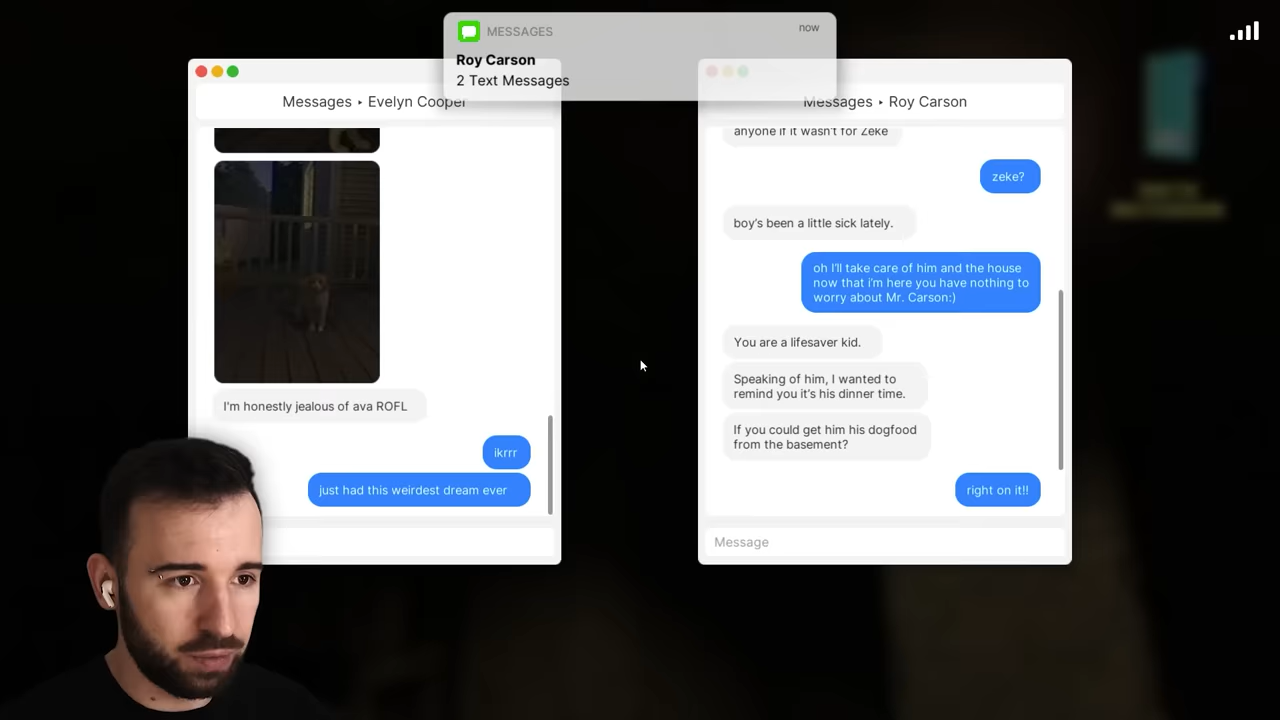 MESSAGES
now
Roy Carson
2 Text Messages
Messages ‣ Evelyn Cooper
I'm honestly jealous of ava ROFL
ikrrr
just had this weirdest dream ever
Messages ‣ Roy Carson
anyone if it wasn't for Zeke
zeke?
boy's been a little sick lately.
oh I'll take care of him and the house
now that i'm here you have nothing to
worry about Mr. Carson:)
You are a lifesaver kid.
Speaking of him, I wanted to
remind you it's his dinner time.
If you could get him his dogfood
from the basement?
right on it!!
Message